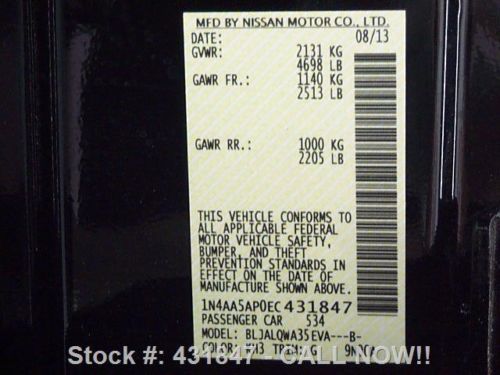 MFD BY NISSAN MOTOR CO., LTD.
DATE: 08/13
GVWR: 2131 KG
4698 LB
GAWR FR.: 1140 KG
2513 LB
GAWR RR.: 1000 KG
2205 LB
THIS VEHICLE CONFORMS TO
ALL APPLICABLE FEDERAL
MOTOR VEHICLE SAFETY,
BUMPER, AND THEFT
PREVENTION STANDARDS IN
EFFECT ON THE DATE OF
MANUFACTURE SHOWN ABOVE.
1N4AA5AP0EC431847
PASSENGER CAR 534
MODEL: BLJALQWA35EVA---B-
TRIM: G
Stock #: 431847 - CALL NOW!!